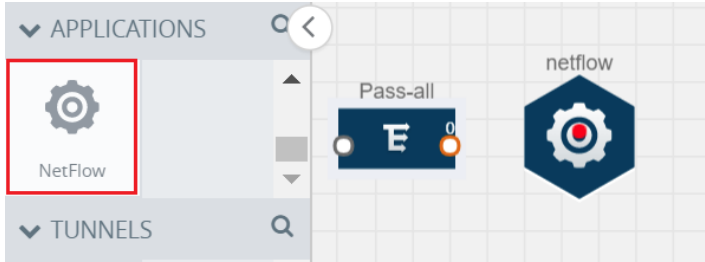 APPLICATIONS
netflow
Pass-all
0
NetFlow
TUNNELS